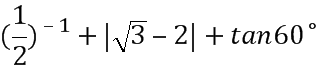 (1/2)⁻¹ + |√3 − 2| + tan60°